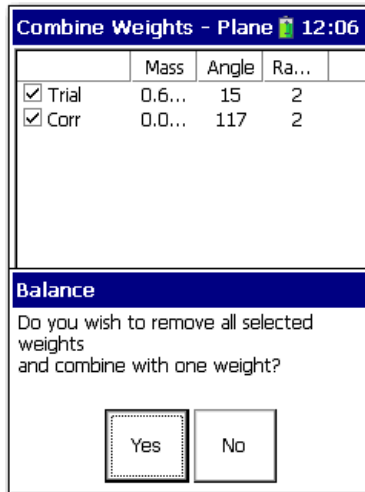 Combine Weights - Plane 12:06
Mass Angle Ra...
Trial 0.6... 15 2
Corr 0.0... 117 2
Balance
Do you wish to remove all selected
weights
and combine with one weight?
Yes No